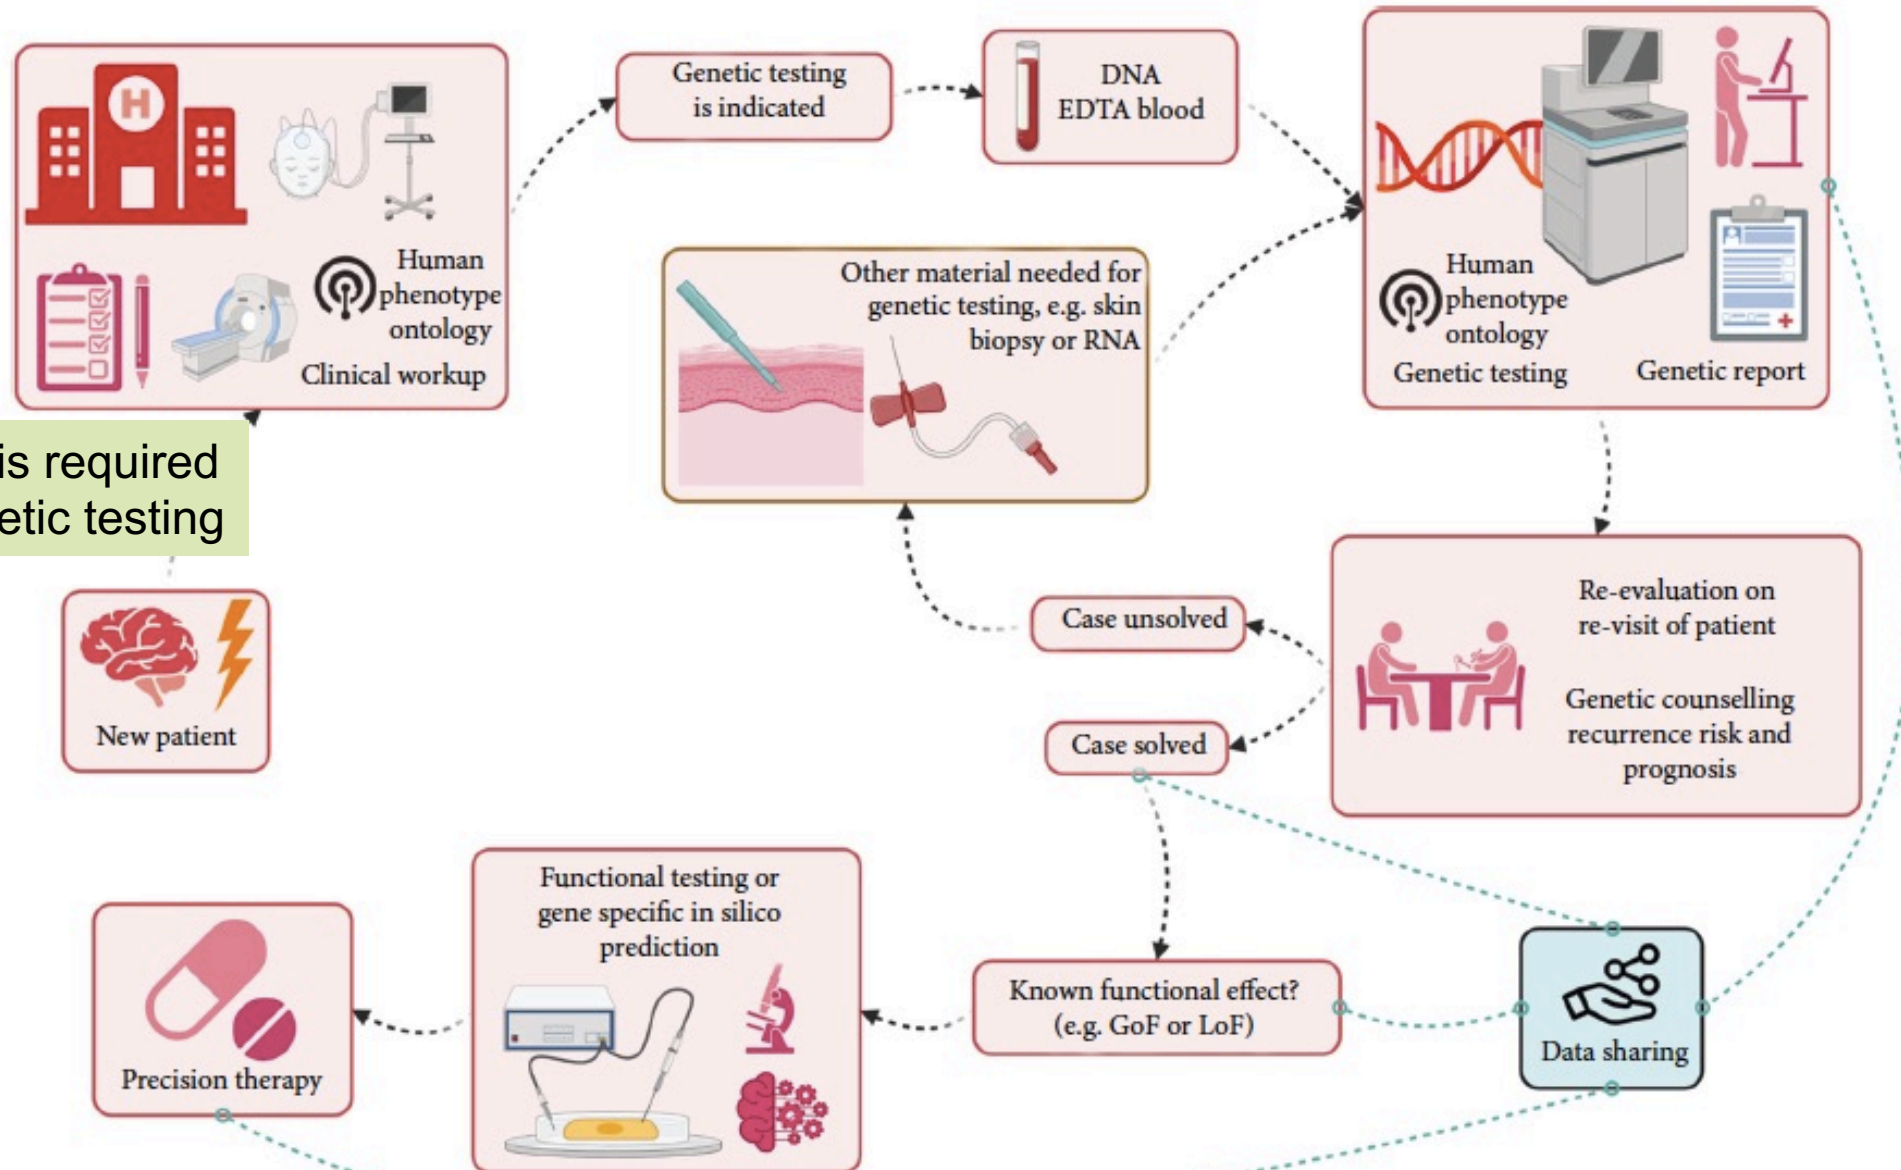 H
Human
phenotype
ontology
Clinical workup
Genetic testing
is indicated
DNA
EDTA blood
Human
phenotype
ontology
Genetic testing
Genetic report
Other material needed for
genetic testing, e.g. skin
biopsy or RNA
is required
etic testing
New patient
Case unsolved
Case solved
Re-evaluation on
re-visit of patient
Genetic counselling
recurrence risk and
prognosis
Known functional effect?
(e.g. GoF or LoF)
Functional testing or
gene specific in silico
prediction
Precision therapy
Data sharing